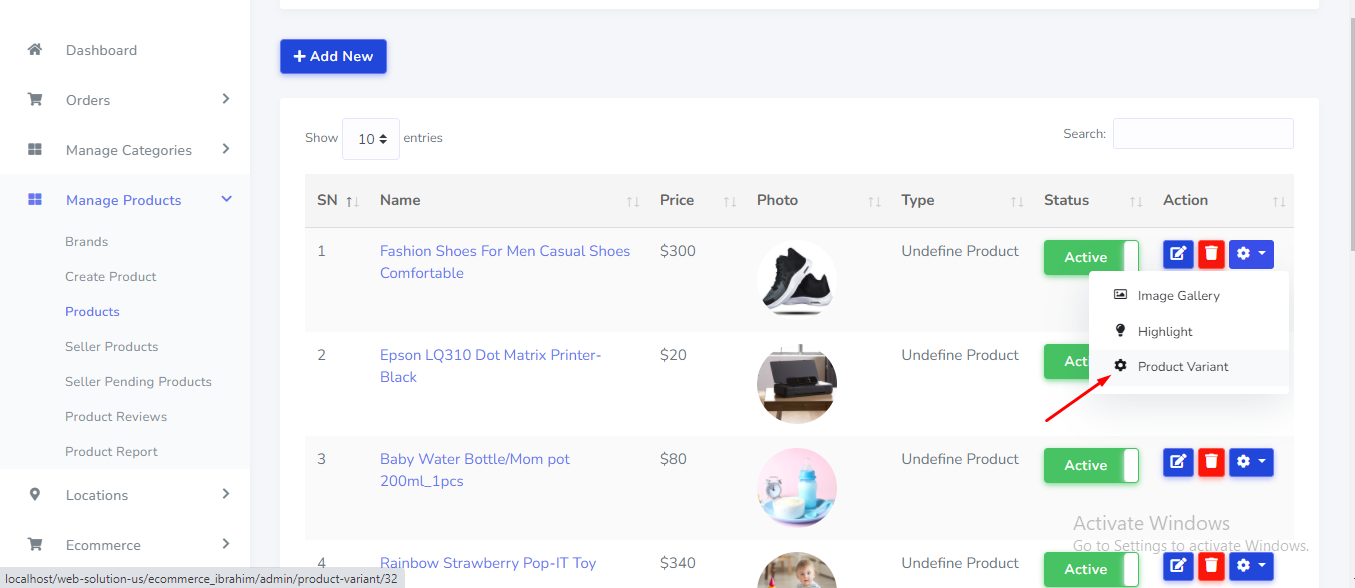 Dashboard
Orders
Manage Categories
Manage Products
Brands
Create Product
Products
Seller Products
Seller Pending Products
Product Reviews
Product Report
Locations
Ecommerce
Add New
Show 10 entries
Search:
SN Name Price Photo Type Status Action
1 Fashion Shoes For Men Casual Shoes $300 Undefine Product Active
Comfortable
Image Gallery
Highlight
Product Variant
2 Epson LQ310 Dot Matrix Printer- $20 Undefine Product
Black
3 Baby Water Bottle/Mom pot $80 Undefine Product Active
200ml_1pcs
4 Rainbow Strawberry Pop-IT Toy $340 Undefine Product Active
Activate Windows
Go to Settings to activate Windows.
localhost/web-solution-us/ecommerce_ibrahim/admin/product-variant/32